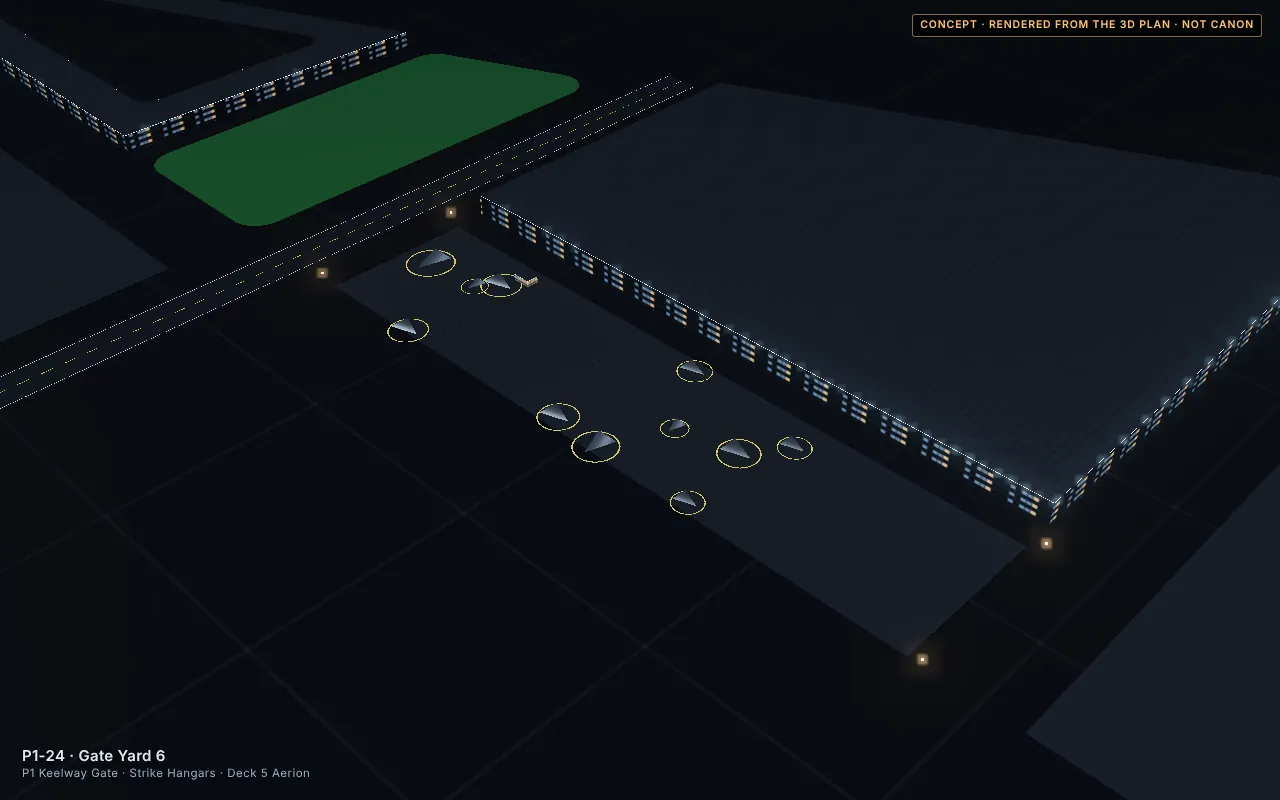 CONCEPT · RENDERED FROM THE 3D PLAN · NOT CANON
P1-24 · Gate Yard 6
P1 Keelway Gate · Strike Hangars · Deck 5 Aerion